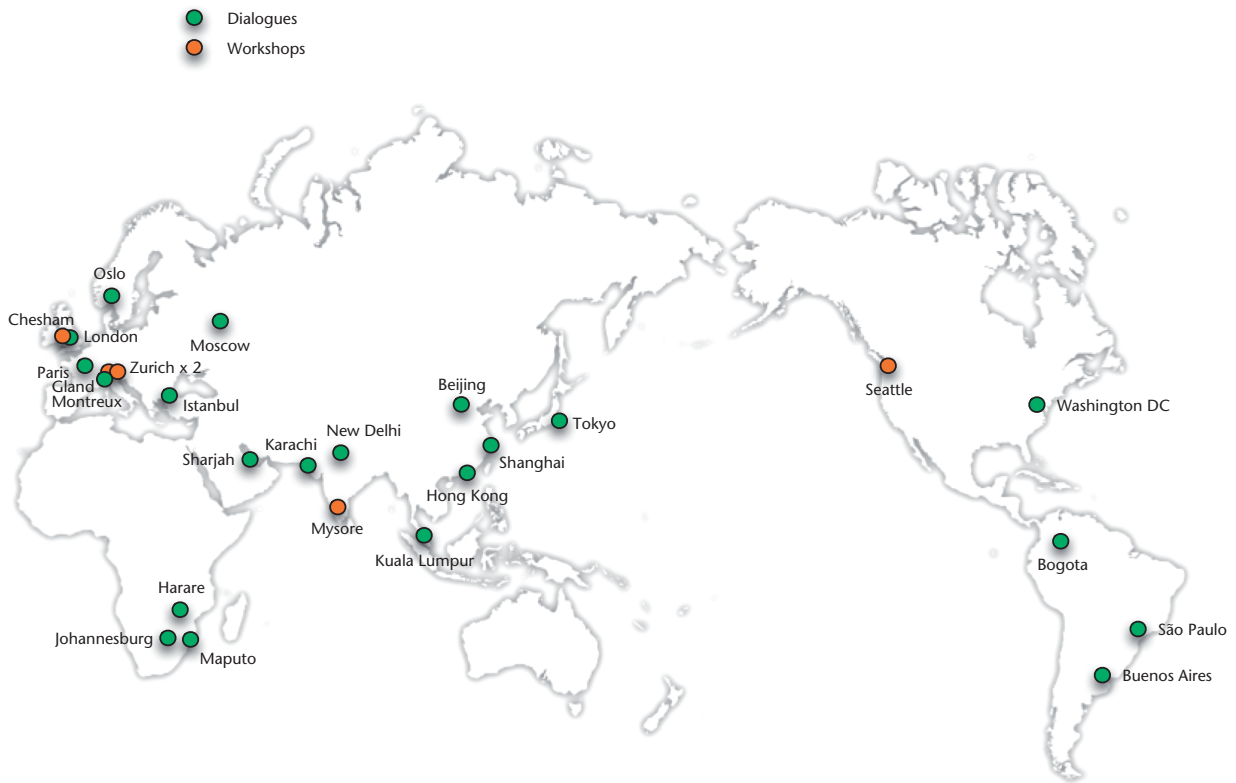 Dialogues
Workshops
Oslo
Chesham
London
Moscow
Paris
Zurich x 2
Gland
Montreux
Istanbul
Beijing
Tokyo
Seattle
Washington DC
New Delhi
Karachi
Sharjah
Shanghai
Hong Kong
Mysore
Kuala Lumpur
Bogota
Harare
Johannesburg
Maputo
São Paulo
Buenos Aires